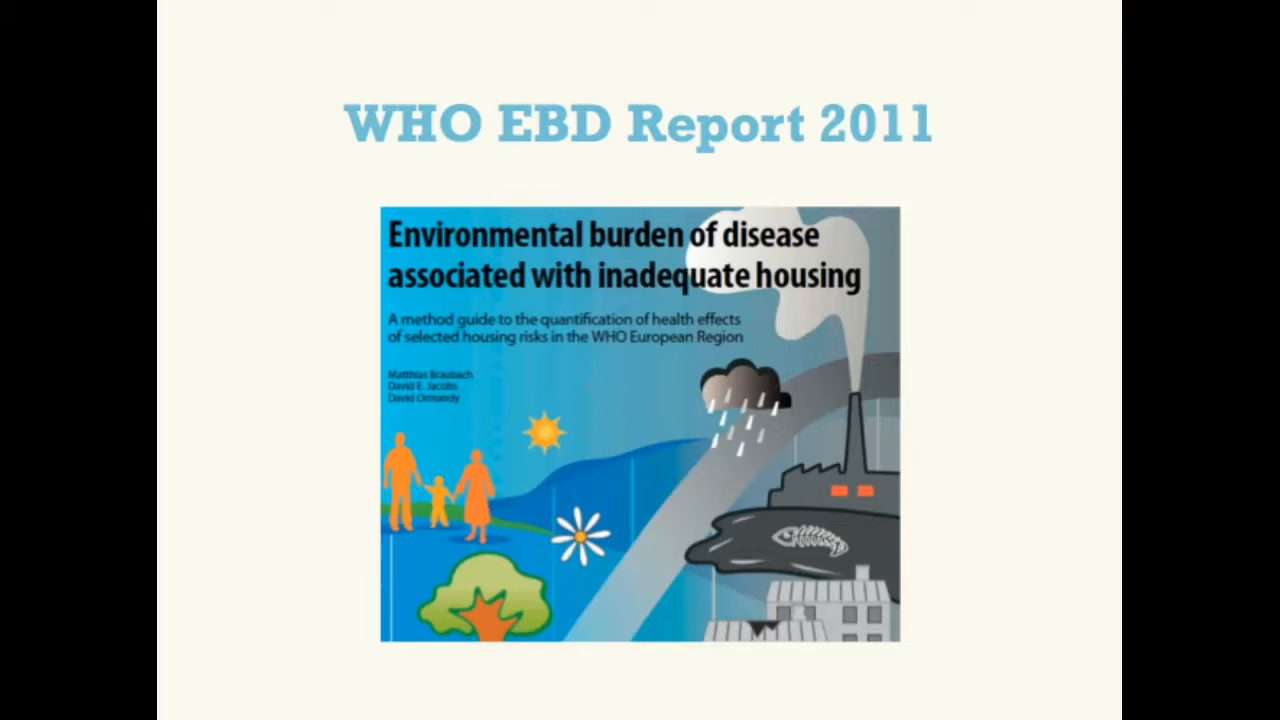 WHO EBD Report 2011
Environmental burden of disease
associated with inadequate housing
A method guide to the quantification of health effects
of selected housing risks in the WHO European Region
Matthias Braubach
David E. Jacobs
David Ormandy